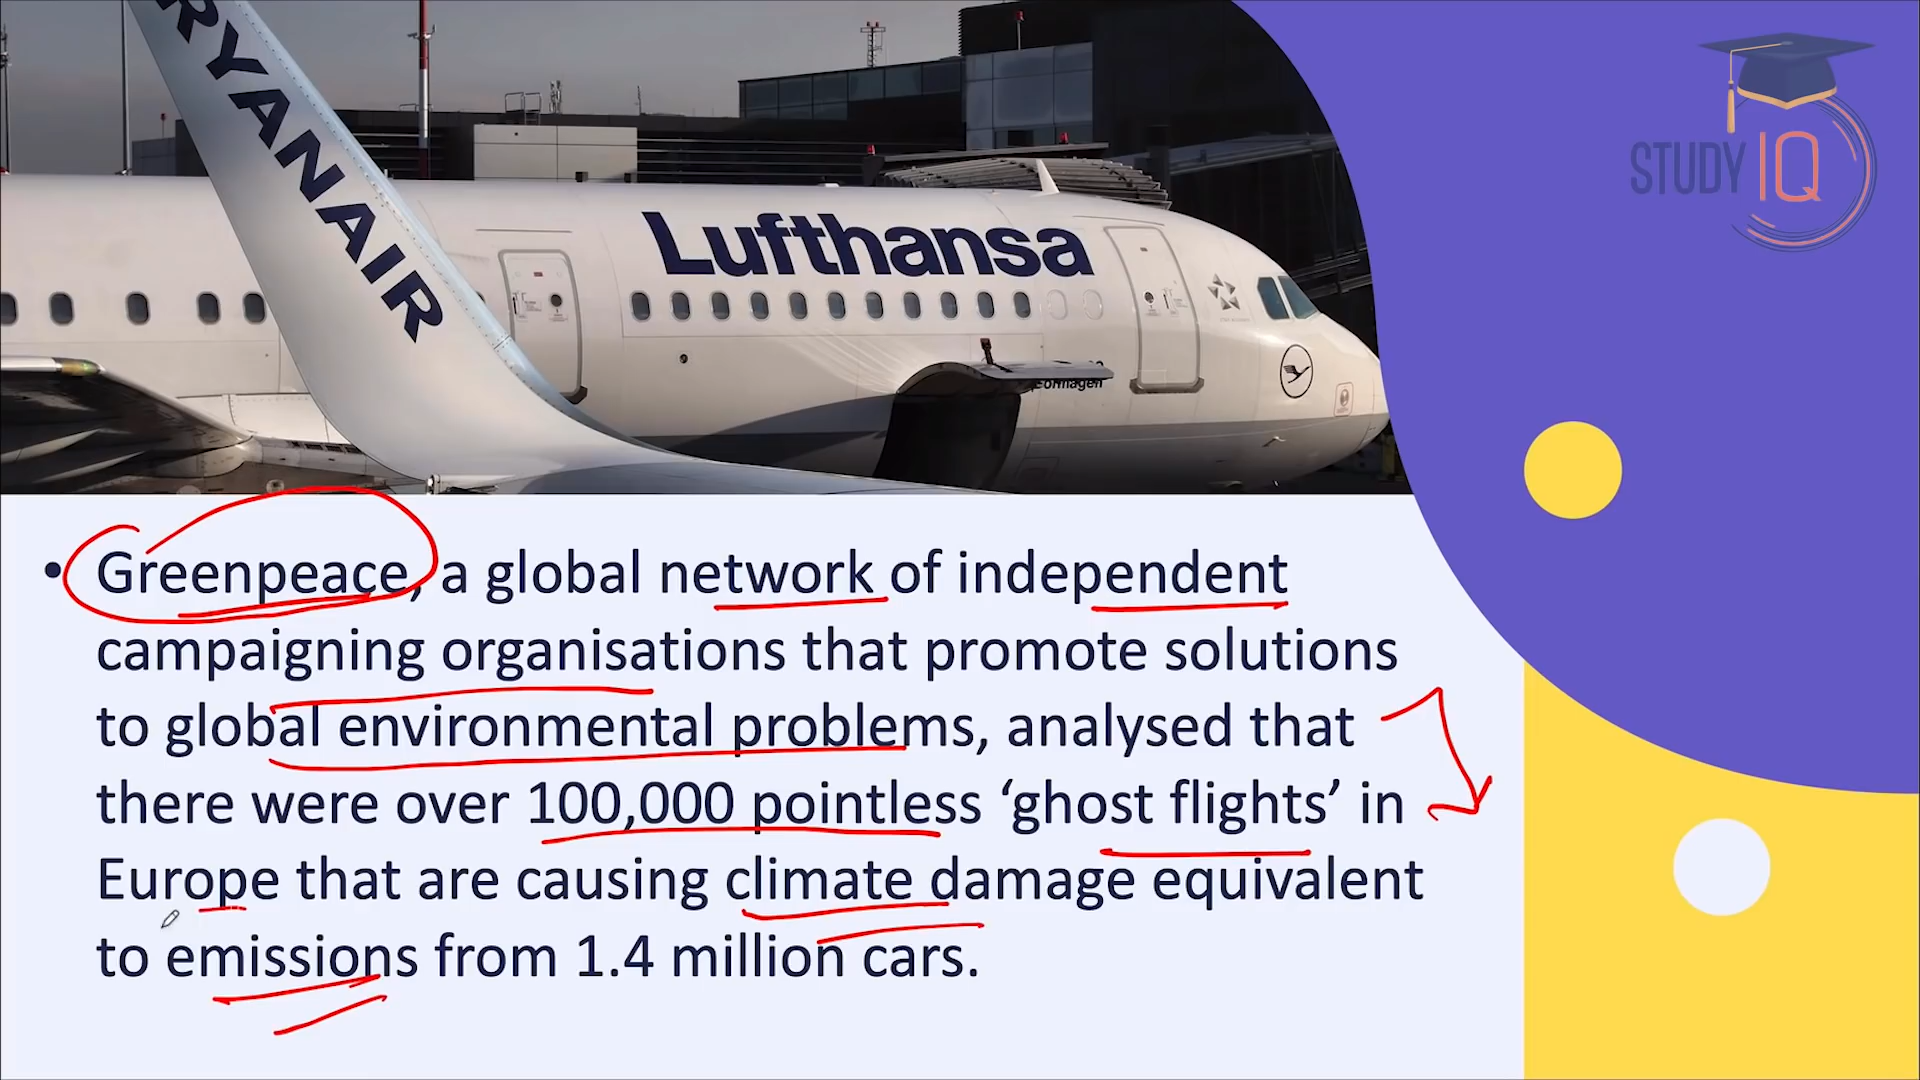 RYANAIR
Lufthansa
STUDY IQ
• Greenpeace, a global network of independent
campaigning organisations that promote solutions
to global environmental problems, analysed that
there were over 100,000 pointless ‘ghost flights’ in
Europe that are causing climate damage equivalent
to emissions from 1.4 million cars.